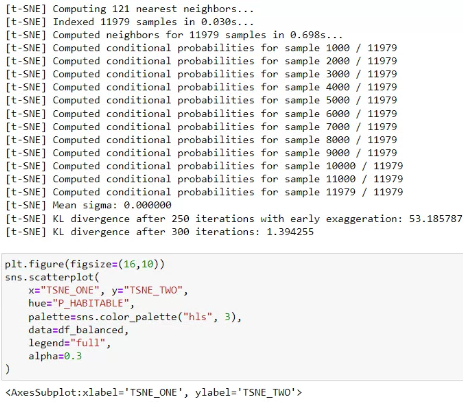 [t-SNE] Computing 121 nearest neighbors...
[t-SNE] Indexed 11979 samples in 0.030s...
[t-SNE] Computed neighbors for 11979 samples in 0.698s...
[t-SNE] Computed conditional probabilities for sample 1000 / 11979
[t-SNE] Computed conditional probabilities for sample 2000 / 11979
[t-SNE] Computed conditional probabilities for sample 3000 / 11979
[t-SNE] Computed conditional probabilities for sample 4000 / 11979
[t-SNE] Computed conditional probabilities for sample 5000 / 11979
[t-SNE] Computed conditional probabilities for sample 6000 / 11979
[t-SNE] Computed conditional probabilities for sample 7000 / 11979
[t-SNE] Computed conditional probabilities for sample 8000 / 11979
[t-SNE] Computed conditional probabilities for sample 9000 / 11979
[t-SNE] Computed conditional probabilities for sample 10000 / 11979
[t-SNE] Computed conditional probabilities for sample 11000 / 11979
[t-SNE] Computed conditional probabilities for sample 11979 / 11979
[t-SNE] Mean sigma: 0.000000
[t-SNE] KL divergence after 250 iterations with early exaggeration: 53.185787
[t-SNE] KL divergence after 300 iterations: 1.394255
plt.figure(figsize=(16,10))
sns.scatterplot(
    x="TSNE_ONE", y="TSNE_TWO",
    hue="P_HABITABLE",
    palette=sns.color_palette("hls", 3),
    data=df_balanced,
    legend="full",
    alpha=0.3
)
<AxesSubplot:xlabel='TSNE_ONE', ylabel='TSNE_TWO'>